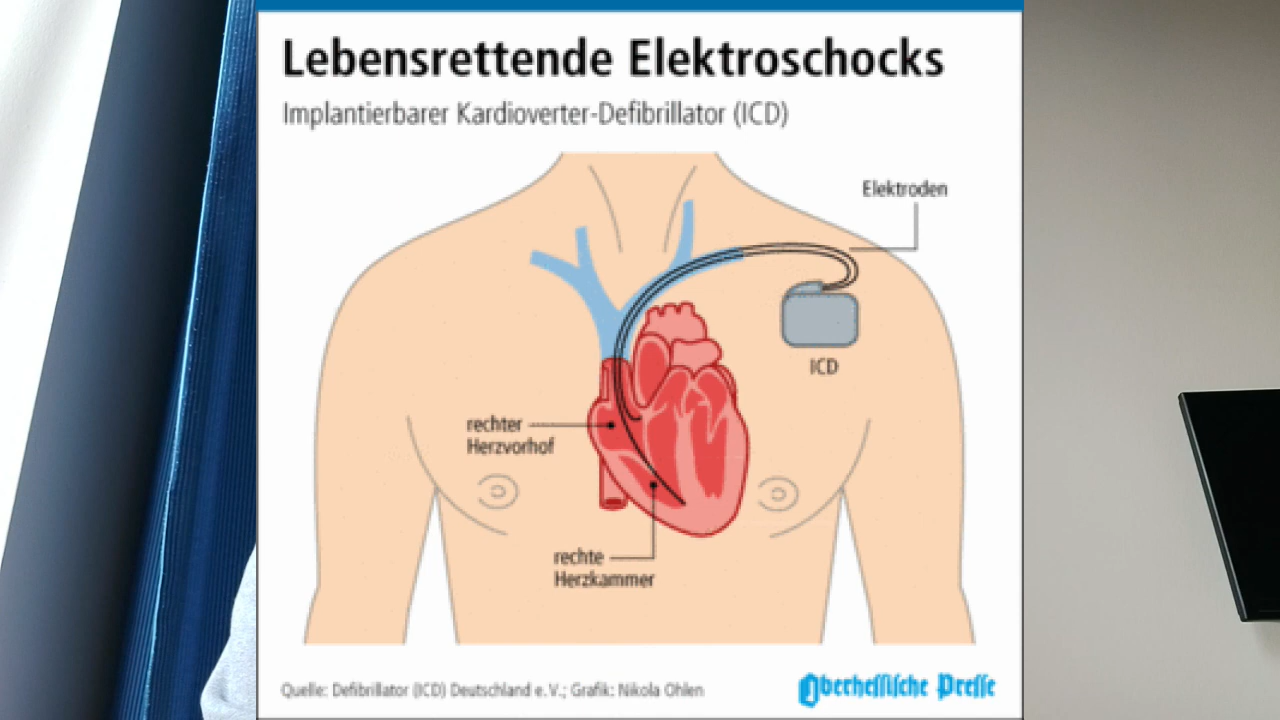 Lebensrettende Elektroschocks
Implantierbarer Kardioverter-Defibrillator (ICD)
Elektroden
ICD
rechter
Herzvorhof
rechte
Herzkammer
Quelle: Defibrillator (ICD) Deutschland e. V.; Grafik: Nikola Ohlen
Oberhessische Presse